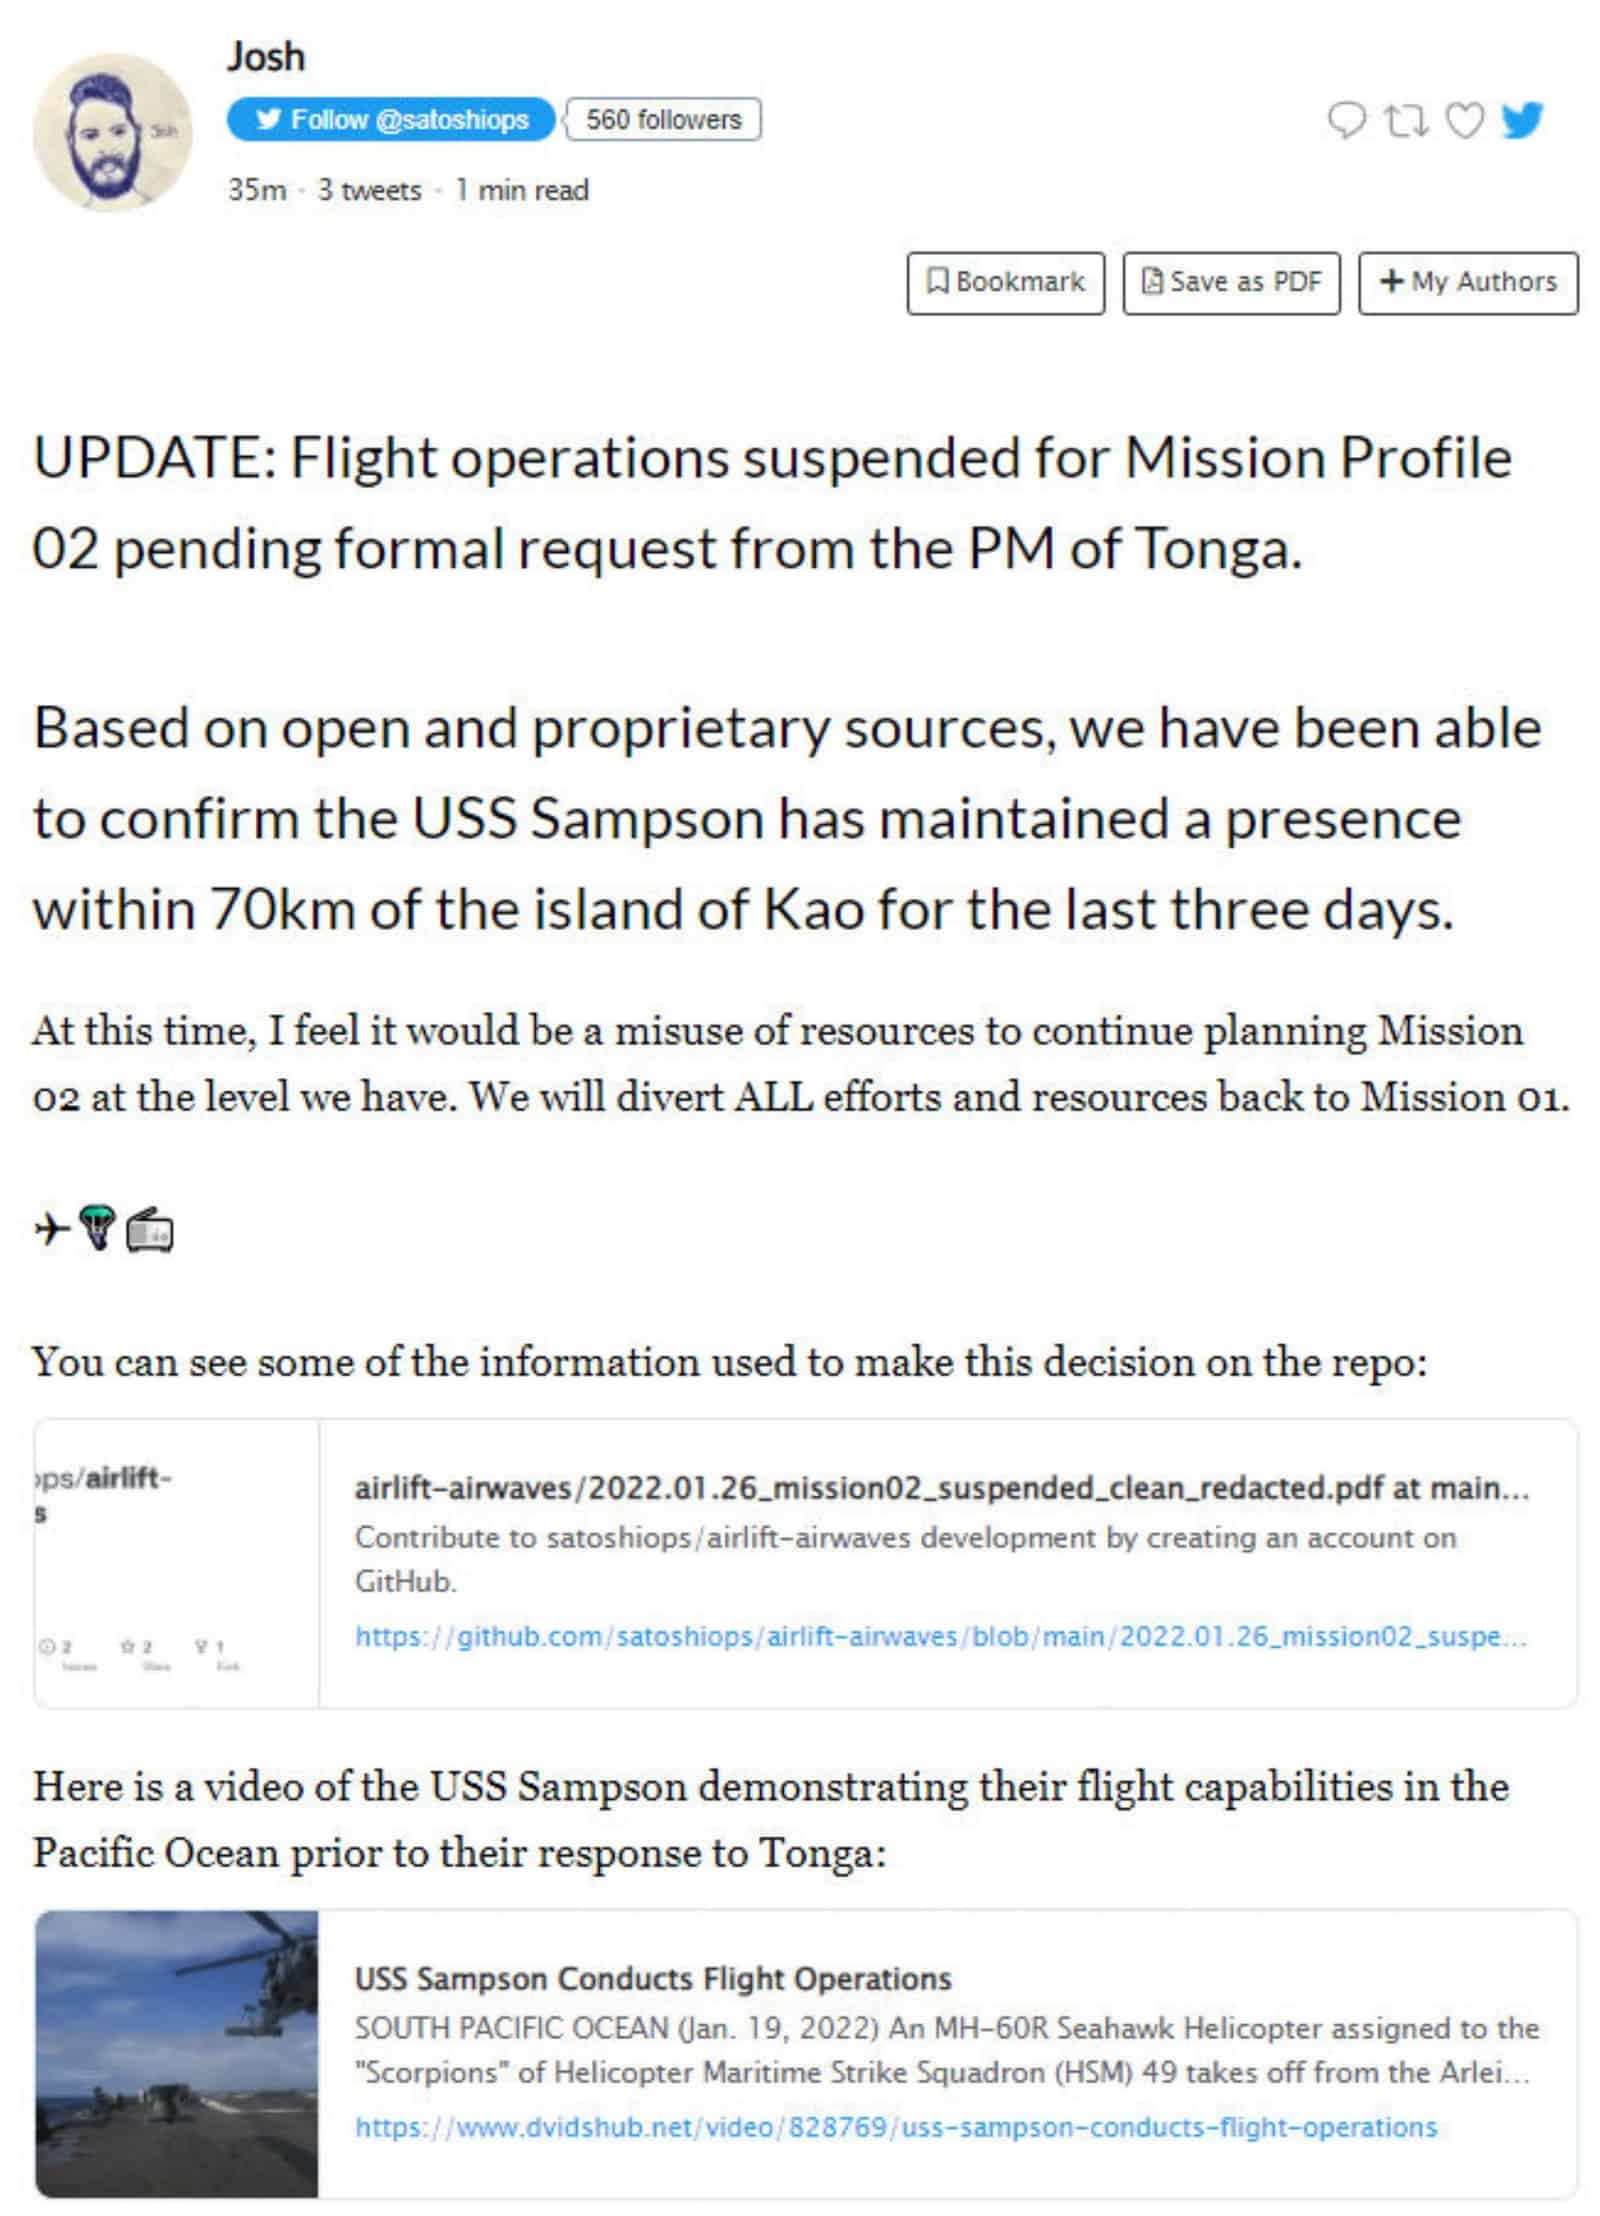 Josh
Follow @satoshiops 560 followers
35m · 3 tweets · 1 min read
Bookmark Save as PDF + My Authors
UPDATE: Flight operations suspended for Mission Profile
02 pending formal request from the PM of Tonga.
Based on open and proprietary sources, we have been able
to confirm the USS Sampson has maintained a presence
within 70km of the island of Kao for the last three days.
At this time, I feel it would be a misuse of resources to continue planning Mission
02 at the level we have. We will divert ALL efforts and resources back to Mission 01.
You can see some of the information used to make this decision on the repo:
ops/airlift-
s
2 2 1
airlift-airwaves/2022.01.26_mission02_suspended_clean_redacted.pdf at main...
Contribute to satoshiops/airlift-airwaves development by creating an account on
GitHub.
https://github.com/satoshiops/airlift-airwaves/blob/main/2022.01.26_mission02_suspe...
Here is a video of the USS Sampson demonstrating their flight capabilities in the
Pacific Ocean prior to their response to Tonga:
USS Sampson Conducts Flight Operations
SOUTH PACIFIC OCEAN (Jan. 19, 2022) An MH-60R Seahawk Helicopter assigned to the
"Scorpions" of Helicopter Maritime Strike Squadron (HSM) 49 takes off from the Arlei...
https://www.dvidshub.net/video/828769/uss-sampson-conducts-flight-operations